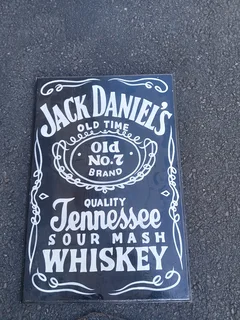 JACK DANIEL'S
OLD TIME
Old
No.7
BRAND
QUALITY
Tennessee
SOUR MASH
WHISKEY